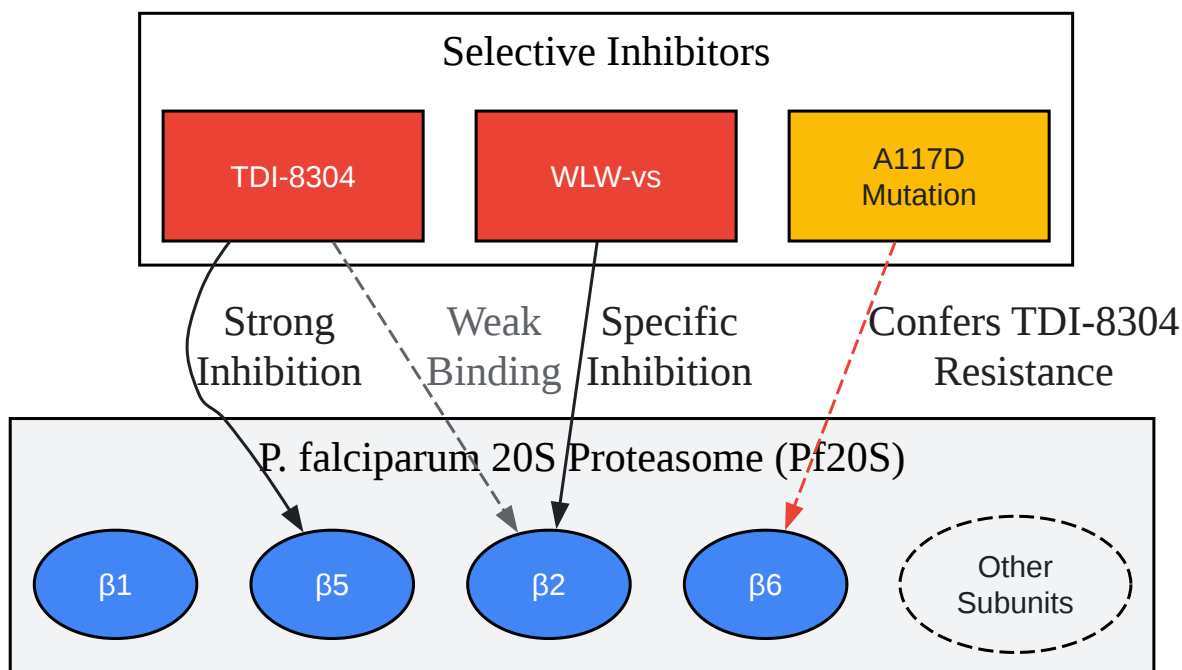 Selective Inhibitors
TDI-8304
WLW-vs
A117D
Mutation
Strong
Inhibition
Weak
Binding
Specific
Inhibition
Confers TDI-8304
Resistance
P. falciparum 20S Proteasome (Pf20S)
β1
β5
β2
β6
Other
Subunits